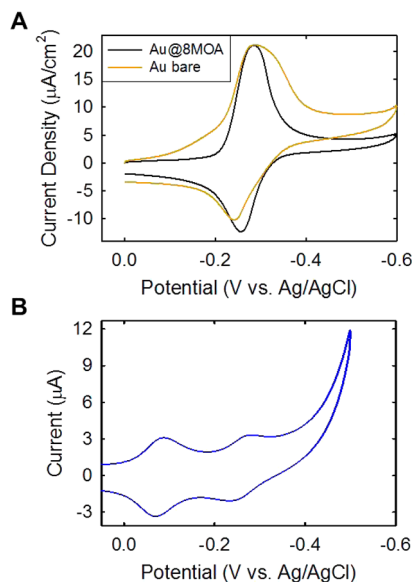 A
Au@8MOA
Au bare
Current Density (μA/cm²)
20
15
10
5
0
-5
-10
0.0
-0.2
-0.4
-0.6
Potential (V vs. Ag/AgCl)
B
Current (μA)
12
9
6
3
0
-3
0.0
-0.2
-0.4
-0.6
Potential (V vs. Ag/AgCl)